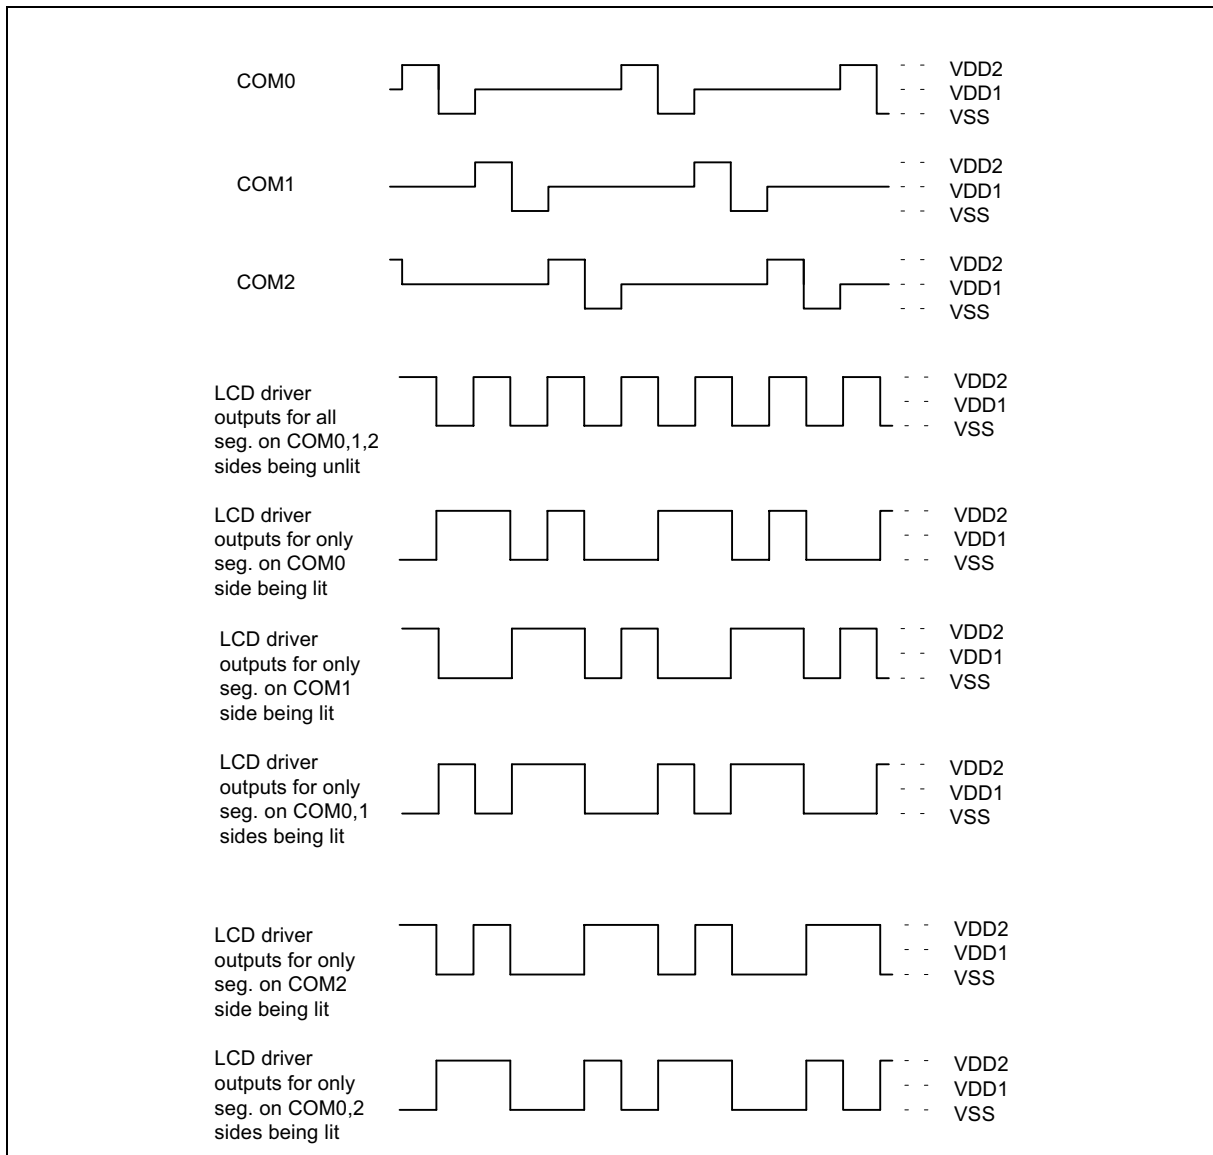 COM0
VDD2
VDD1
VSS
COM1
VDD2
VDD1
VSS
COM2
VDD2
VDD1
VSS
LCD driver
outputs for all
seg. on COM0,1,2
sides being unlit
VDD2
VDD1
VSS
LCD driver
outputs for only
seg. on COM0
side being lit
VDD2
VDD1
VSS
LCD driver
outputs for only
seg. on COM1
side being lit
VDD2
VDD1
VSS
LCD driver
outputs for only
seg. on COM0,1
sides being lit
VDD2
VDD1
VSS
LCD driver
outputs for only
seg. on COM2
side being lit
VDD2
VDD1
VSS
LCD driver
outputs for only
seg. on COM0,2
sides being lit
VDD2
VDD1
VSS